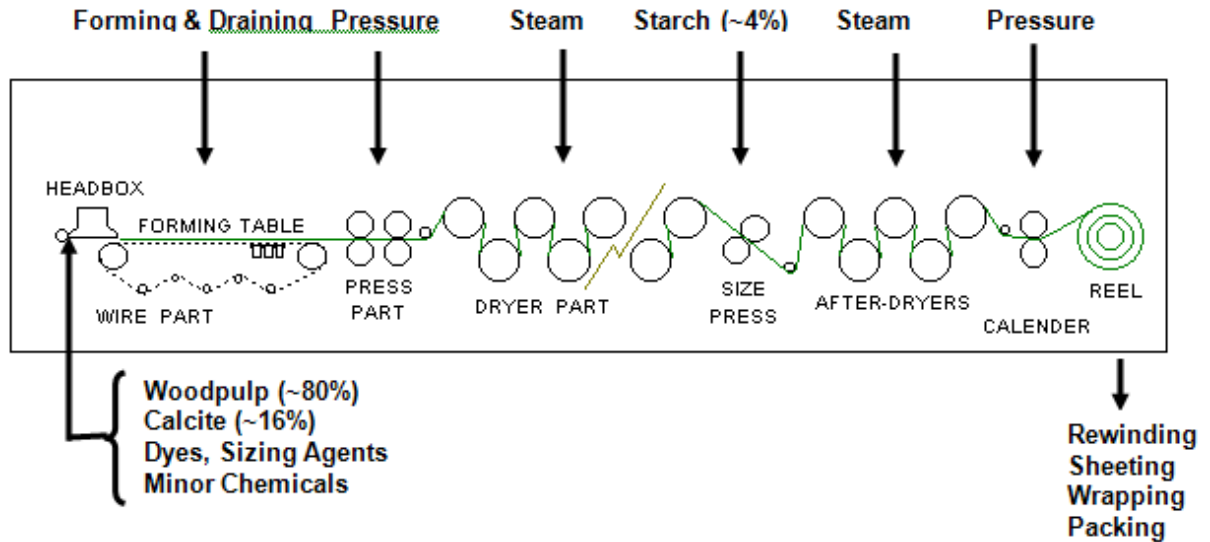 Forming & Draining Pressure Steam Starch (~4%) Steam Pressure
HEADBOX
FORMING TABLE
WIRE PART
PRESS
PART
DRYER PART
SIZE
PRESS
AFTER-DRYERS
CALENDER
REEL
Woodpulp (~80%)
Calcite (~16%)
Dyes, Sizing Agents
Minor Chemicals
Rewinding
Sheeting
Wrapping
Packing